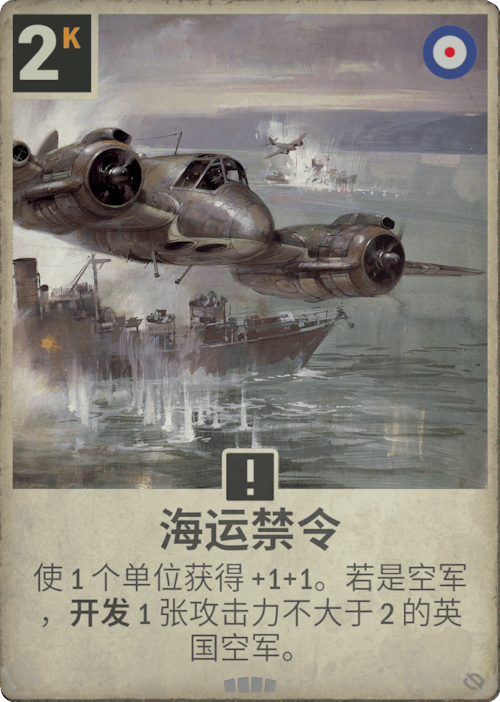 2K
!
海运禁令
使 1 个单位获得 +1+1。若是空军
，开发 1 张攻击力不大于 2 的英
国空军。